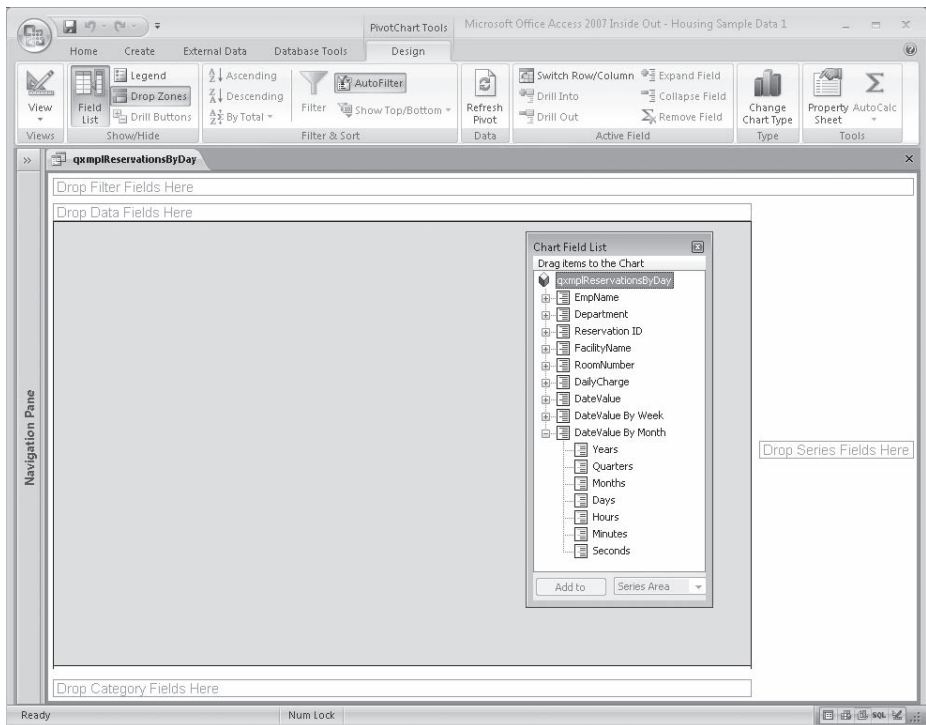 PivotChart Tools
Microsoft Office Access 2007 Inside Out - Housing Sample Data 1
Home Create External Data Database Tools Design
View
Views
Field List
Legend
Drop Zones
Drill Buttons
Show/Hide
Ascending
Descending
By Total
Filter
AutoFilter
Show Top/Bottom
Filter & Sort
Refresh Pivot
Data
Switch Row/Column
Drill Into
Drill Out
Expand Field
Collapse Field
Remove Field
Active Field
Change Chart Type
Type
Property Sheet
AutoCalc
Tools
qxmplReservationsByDay
Navigation Pane
Drop Filter Fields Here
Drop Data Fields Here
Chart Field List
Drag items to the Chart
qxmplReservationsByDay
EmpName
Department
Reservation ID
FacilityName
RoomNumber
DailyCharge
DateValue
DateValue By Week
DateValue By Month
Years
Quarters
Months
Days
Hours
Minutes
Seconds
Add to
Series Area
Drop Series Fields Here
Drop Category Fields Here
Ready
Num Lock
SQL